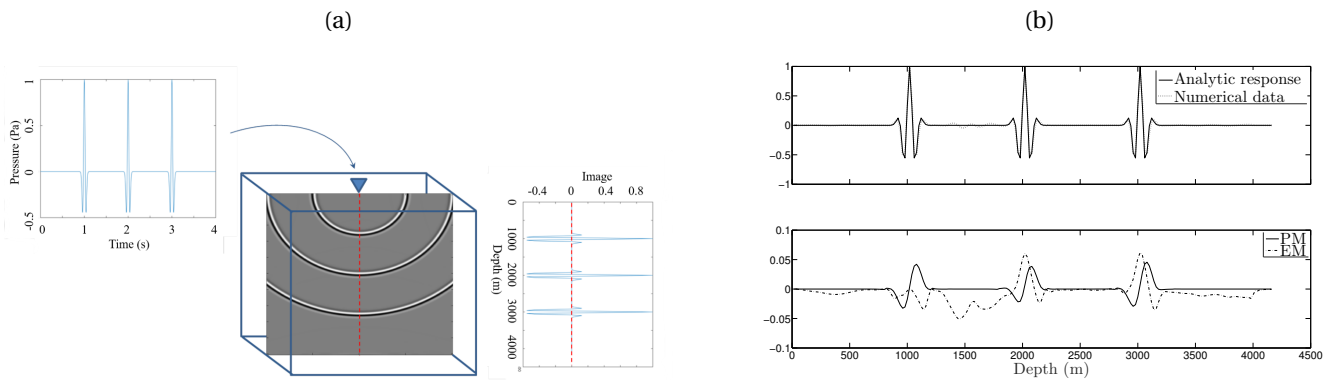 (a)
(b)
1
0.5
0
-0.5
0 1 2 3 4
Pressure (Pa)
Time (s)
Image
-0.4 0 0.4 0.8
0
1000
2000
3000
4000
Depth (m)
1
0.5
0
−0.5
−1
Analytic response
Numerical data
0.1
0.05
0
−0.05
−0.1
PM
EM
0 500 1000 1500 2000 2500 3000 3500 4000 4500
Depth (m)